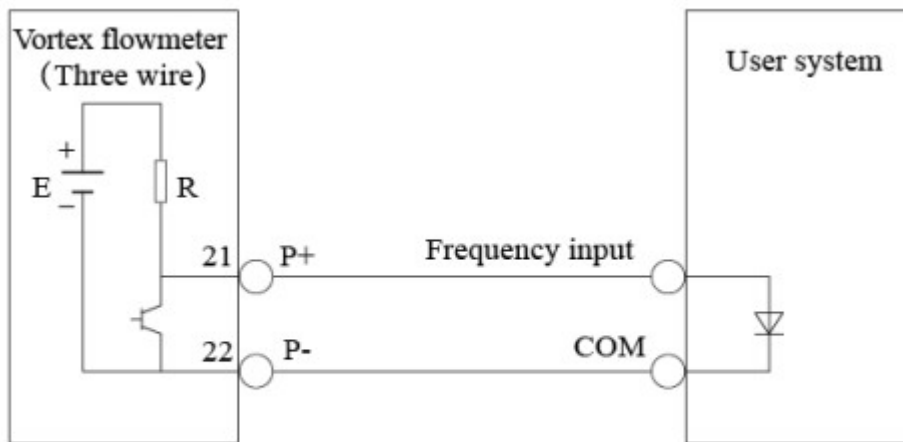 Vortex flowmeter
(Three wire)
User system
+
E
−
R
21
P+
Frequency input
22
P-
COM